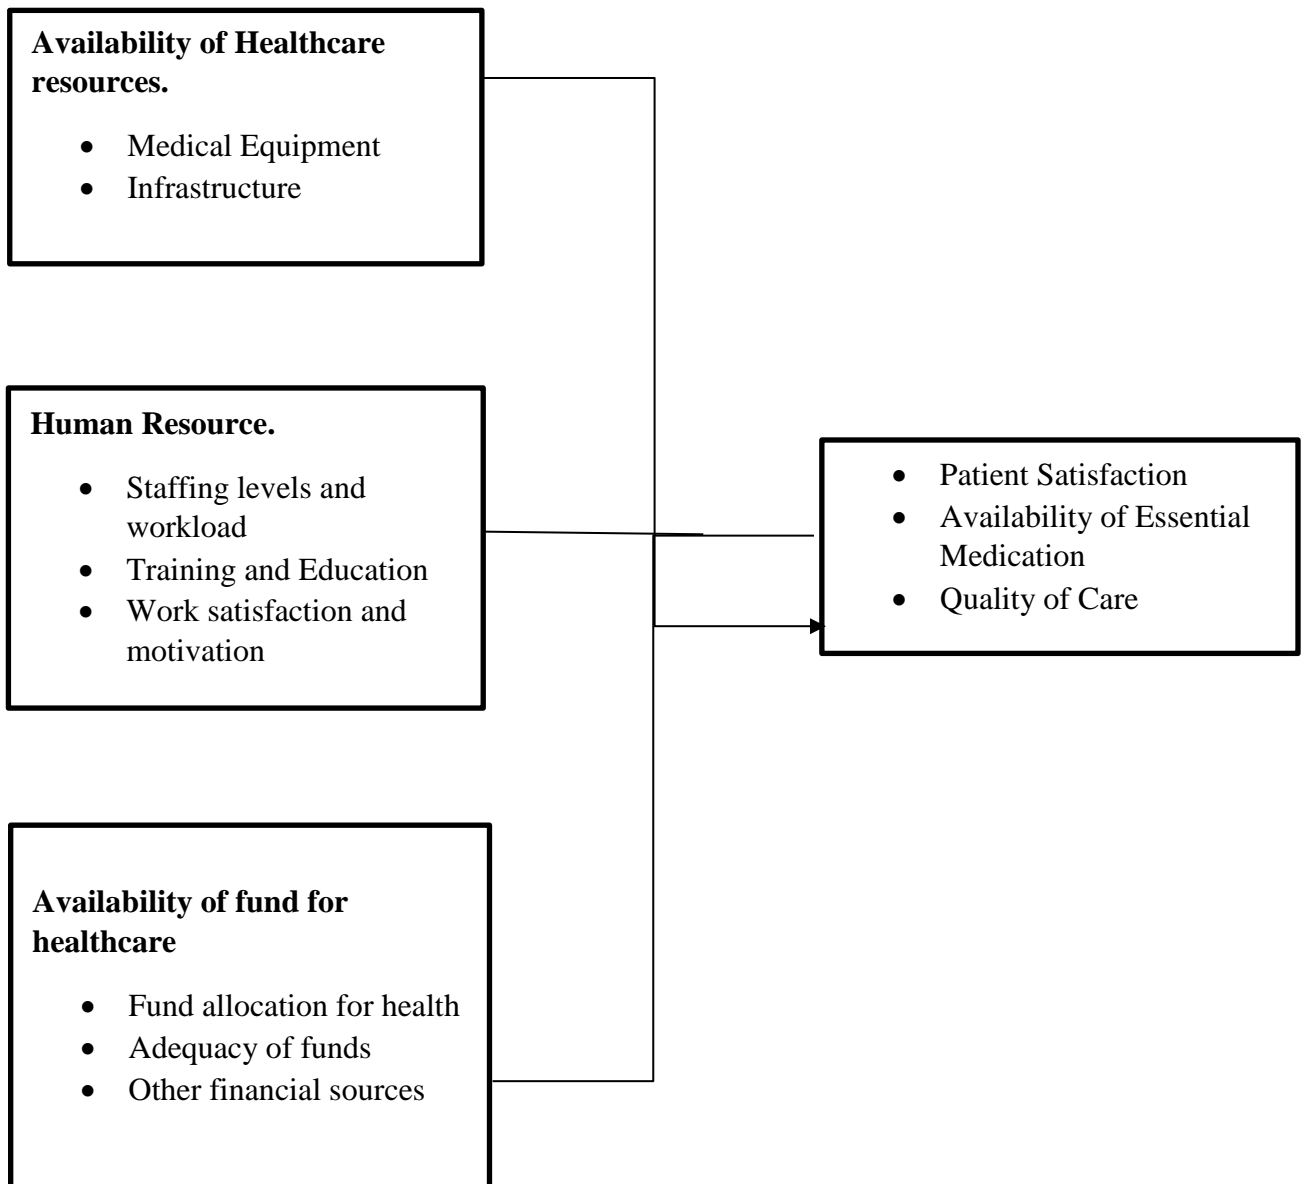 Availability of Healthcare
resources.
• Medical Equipment
• Infrastructure
Human Resource.
• Staffing levels and
workload
• Training and Education
• Work satisfaction and
motivation
• Patient Satisfaction
• Availability of Essential
Medication
• Quality of Care
Availability of fund for
healthcare
• Fund allocation for health
• Adequacy of funds
• Other financial sources